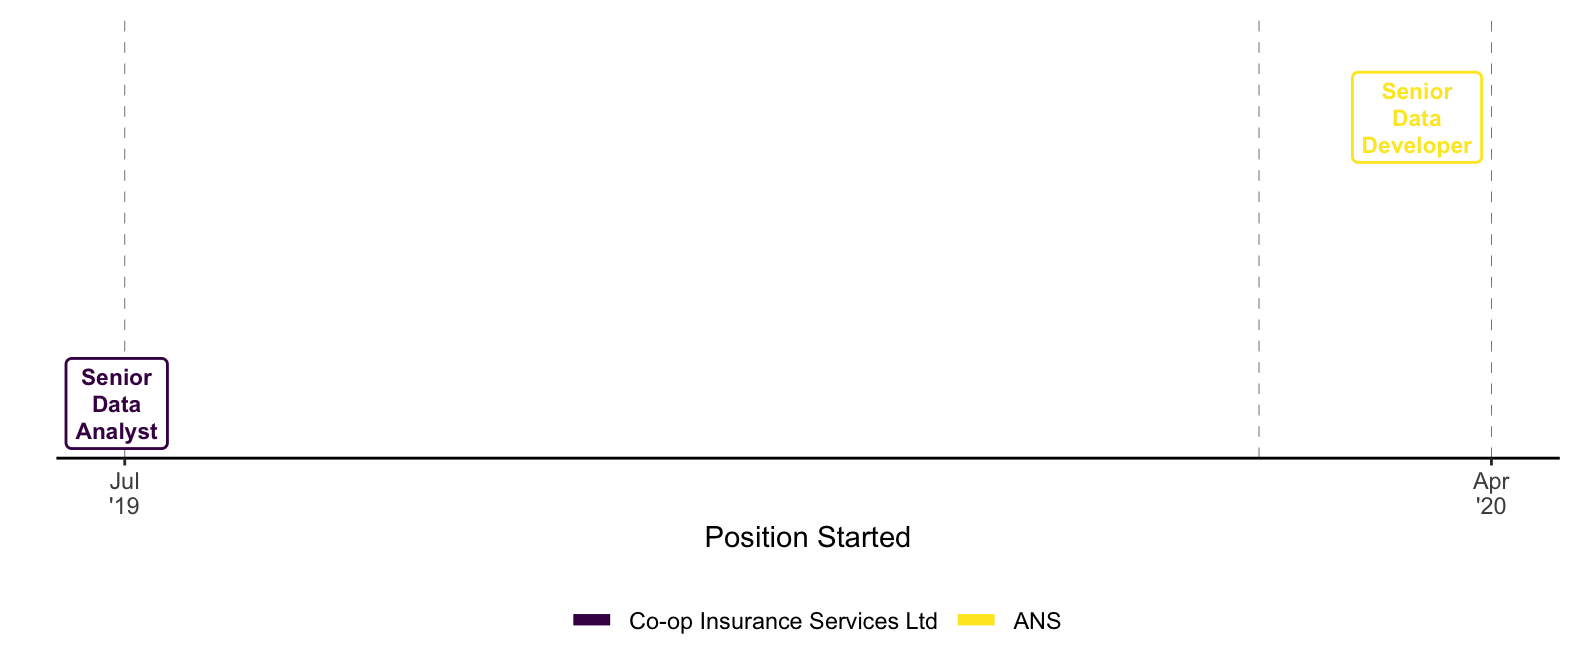 Senior
Data
Developer
Senior
Data
Analyst
Jul
'19
Apr
'20
Position Started
Co-op Insurance Services Ltd
ANS